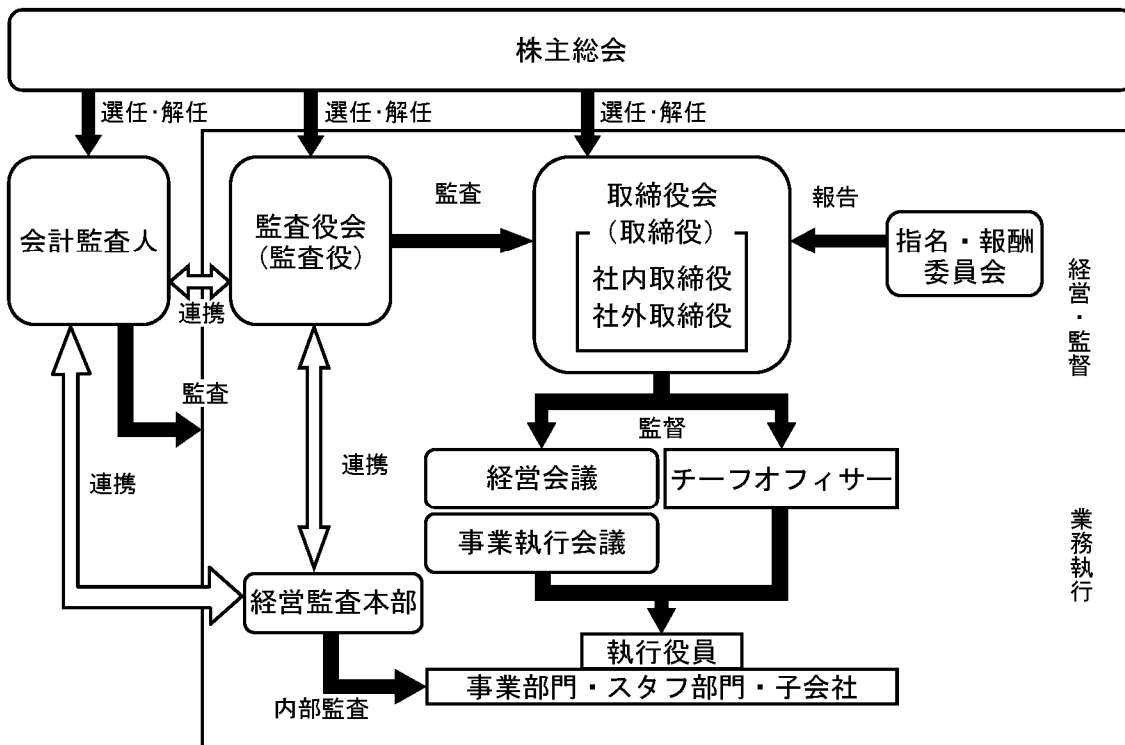 株主総会
選任・解任
選任・解任
選任・解任
会計監査人
監査役会
(監査役)
監査
取締役会
(取締役)
社内取締役
社外取締役
報告
指名・報酬
委員会
連携
経営・監督
監査
監督
連携
連携
経営会議
チーフオフィサー
事業執行会議
業務執行
経営監査本部
執行役員
事業部門・スタフ部門・子会社
内部監査